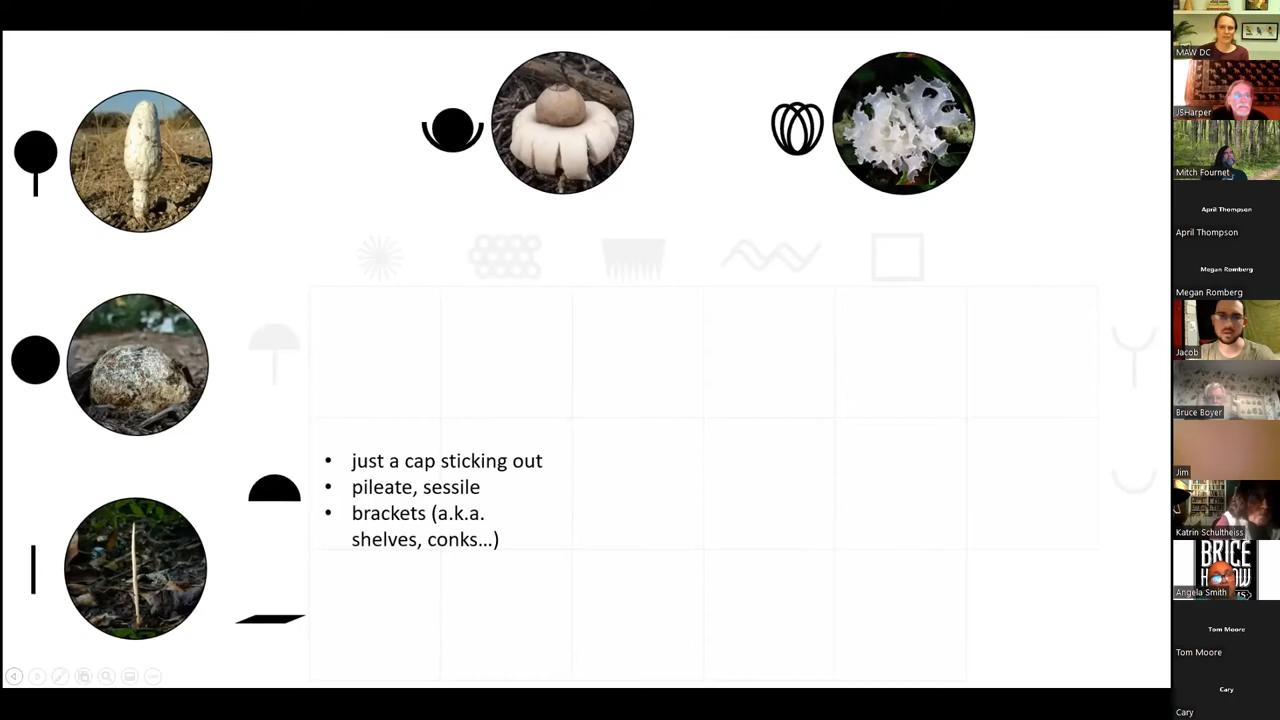 • just a cap sticking out
• pileate, sessile
• brackets (a.k.a.
shelves, conks…)
MAW DC
JSHarper
Mitch Fournet
April Thompson
April Thompson
Megan Romberg
Megan Romberg
Jacob
Bruce Boyer
Jim
Katrin Schultheiss
BRICE
Angela Smith
Tom Moore
Tom Moore
Cary
Cary